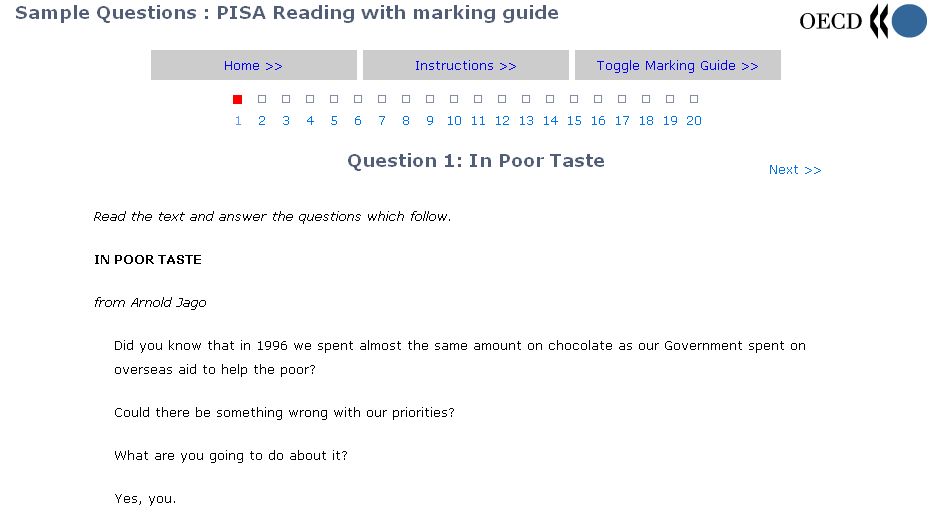 Sample Questions : PISA Reading with marking guide
OECD
Home >> Instructions >> Toggle Marking Guide >>
1 2 3 4 5 6 7 8 9 10 11 12 13 14 15 16 17 18 19 20
Question 1: In Poor Taste
Next >>
Read the text and answer the questions which follow.
IN POOR TASTE
from Arnold Jago
Did you know that in 1996 we spent almost the same amount on chocolate as our Government spent on
overseas aid to help the poor?
Could there be something wrong with our priorities?
What are you going to do about it?
Yes, you.